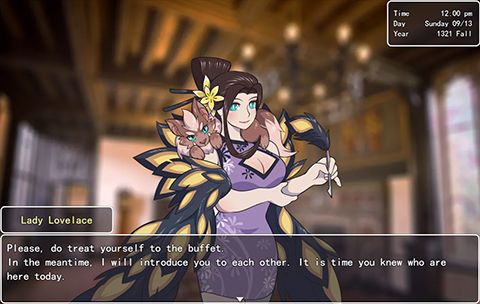 Time 12:00 pm
Day Sunday 09/13
Year 1321 Fall
Lady Lovelace
Please, do treat yourself to the buffet.
In the meantime, I will introduce you to each other. It is time you knew who are
here today.